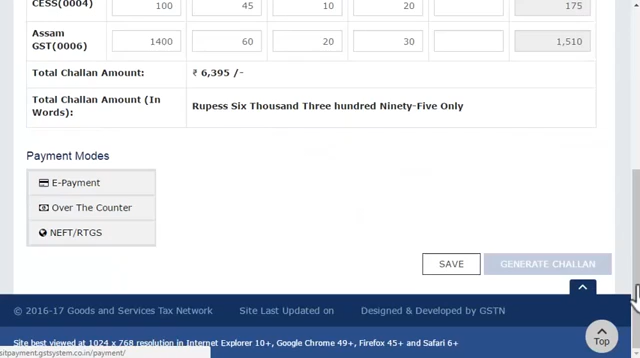 CESS(0004) 100 45 10 20 175
Assam
GST(0006) 1400 60 20 30 1,510
Total Challan Amount: ₹ 6,395 /-
Total Challan Amount (In
Words): Rupess Six Thousand Three hundred Ninety-Five Only
Payment Modes
E-Payment
Over The Counter
NEFT/RTGS
SAVE GENERATE CHALLAN
© 2016-17 Goods and Services Tax Network Site Last Updated on Designed & Developed by GSTN
Top
Site best viewed at 1024 x 768 resolution in Internet Explorer 10+, Google Chrome 49+, Firefox 45+ and Safari 6+
sitpayment.gstsystem.co.in/payment/